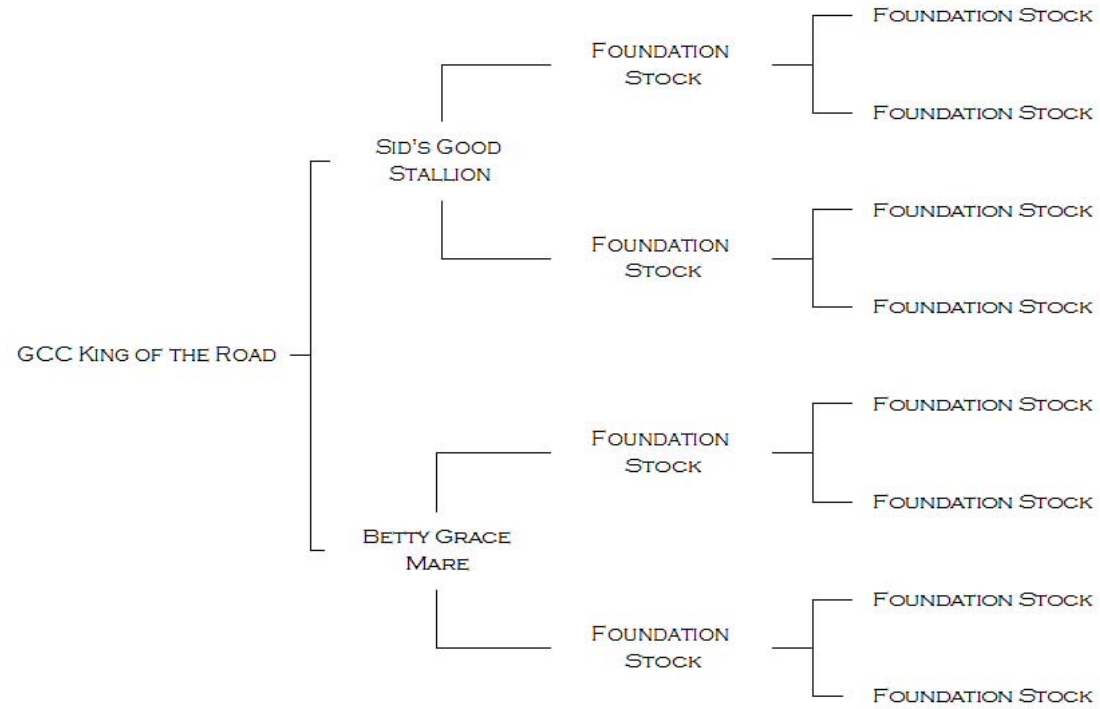 Foundation Stock
Foundation
Stock
Foundation Stock
Sid's Good
Stallion
Foundation Stock
Foundation
Stock
Foundation Stock
GCC King of the Road
Foundation Stock
Foundation
Stock
Foundation Stock
Betty Grace
Mare
Foundation Stock
Foundation
Stock
Foundation Stock